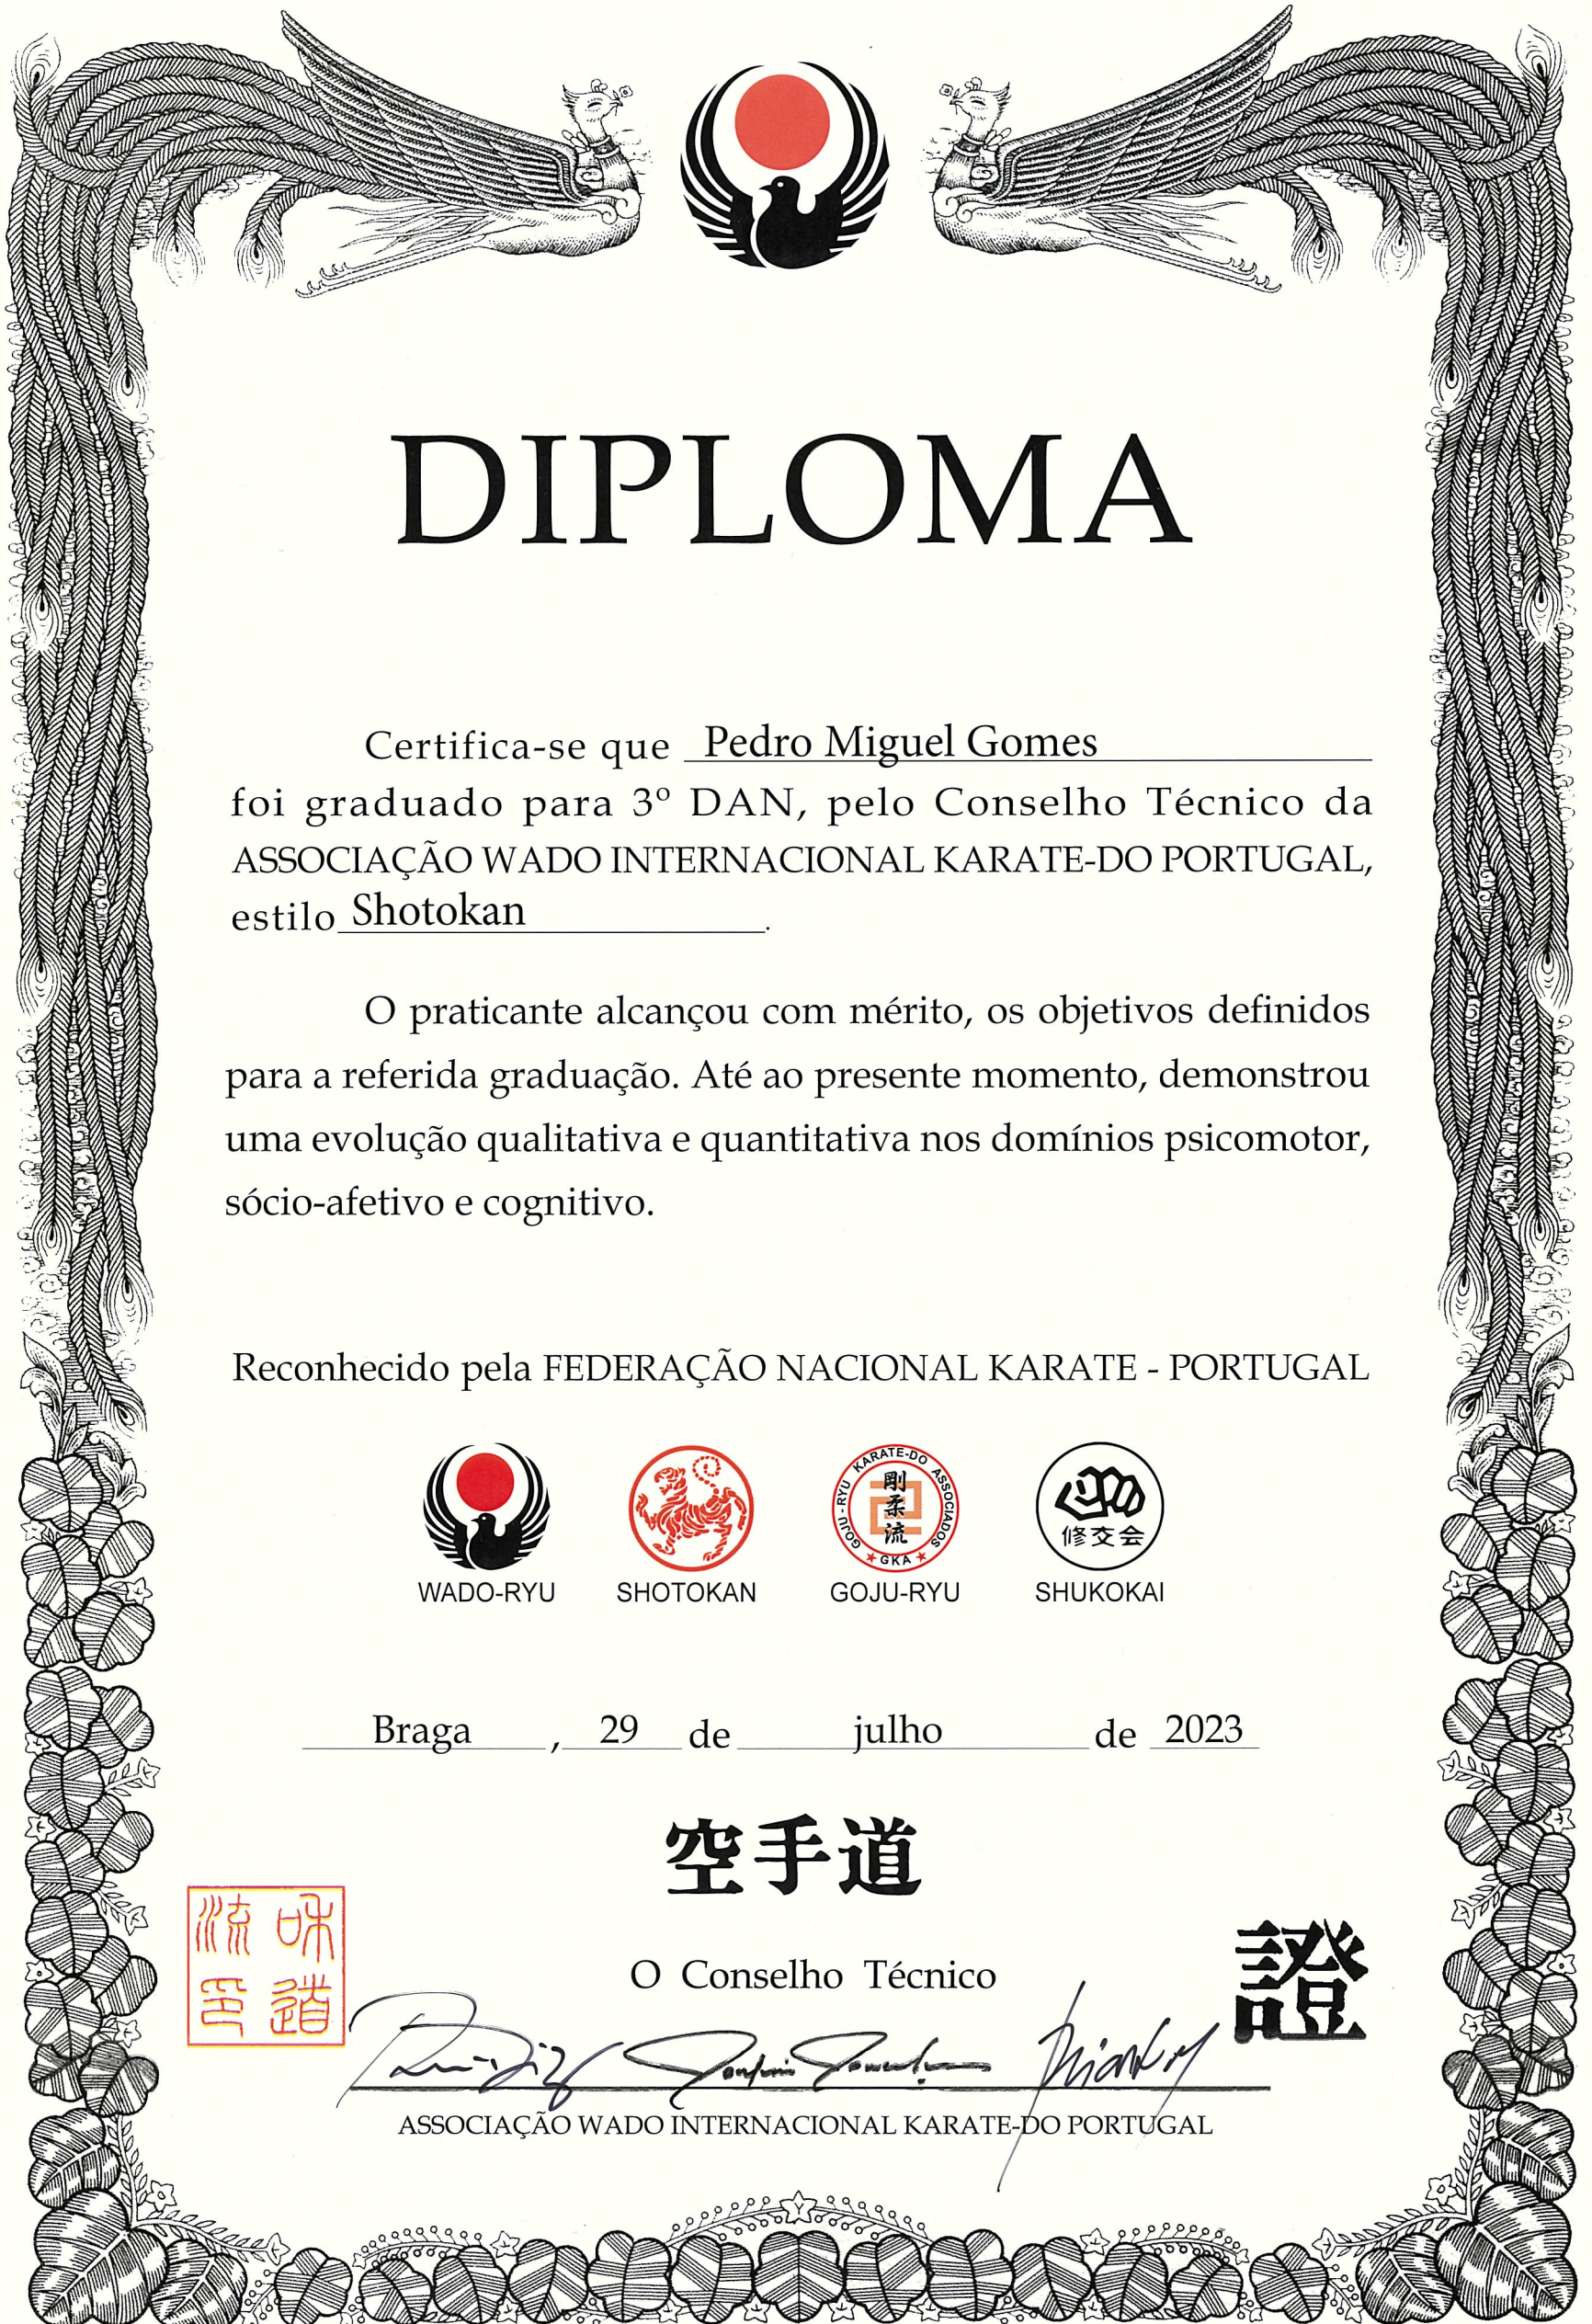 DIPLOMA
Certifica-se que Pedro Miguel Gomes
foi graduado para 3º DAN, pelo Conselho Técnico da
ASSOCIAÇÃO WADO INTERNACIONAL KARATE-DO PORTUGAL,
estilo Shotokan.
O praticante alcançou com mérito, os objetivos definidos
para a referida graduação. Até ao presente momento, demonstrou
uma evolução qualitativa e quantitativa nos domínios psicomotor,
sócio-afetivo e cognitivo.
Reconhecido pela FEDERAÇÃO NACIONAL KARATE - PORTUGAL
GOJU-RYU KARATE-DO ASSOCIADOS
剛柔流
GKA
修交会
WADO-RYU SHOTOKAN GOJU-RYU SHUKOKAI
Braga, 29 de julho de 2023
空手道
和道
流印
證
O Conselho Técnico
ASSOCIAÇÃO WADO INTERNACIONAL KARATE-DO PORTUGAL